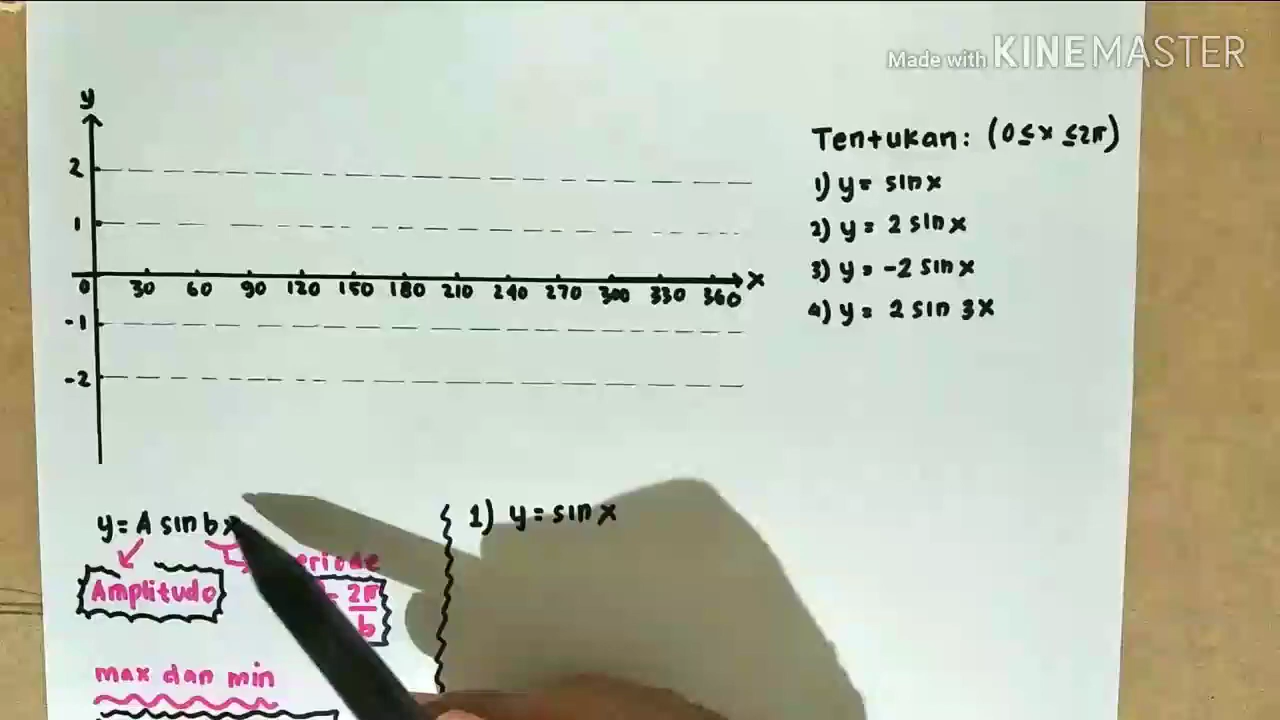 Made with KINEMASTER
y
2
1
0 30 60 90 120 150 180 210 240 270 300 330 360 x
-1
-2
Tentukan: (0≤x≤2π)
1) y= sin x
2) y= 2 sin x
3) y= -2 sin x
4) y= 2 sin 3x
y= A sin bx
Amplitudo
2π
b
max dan min
1) y= sin x